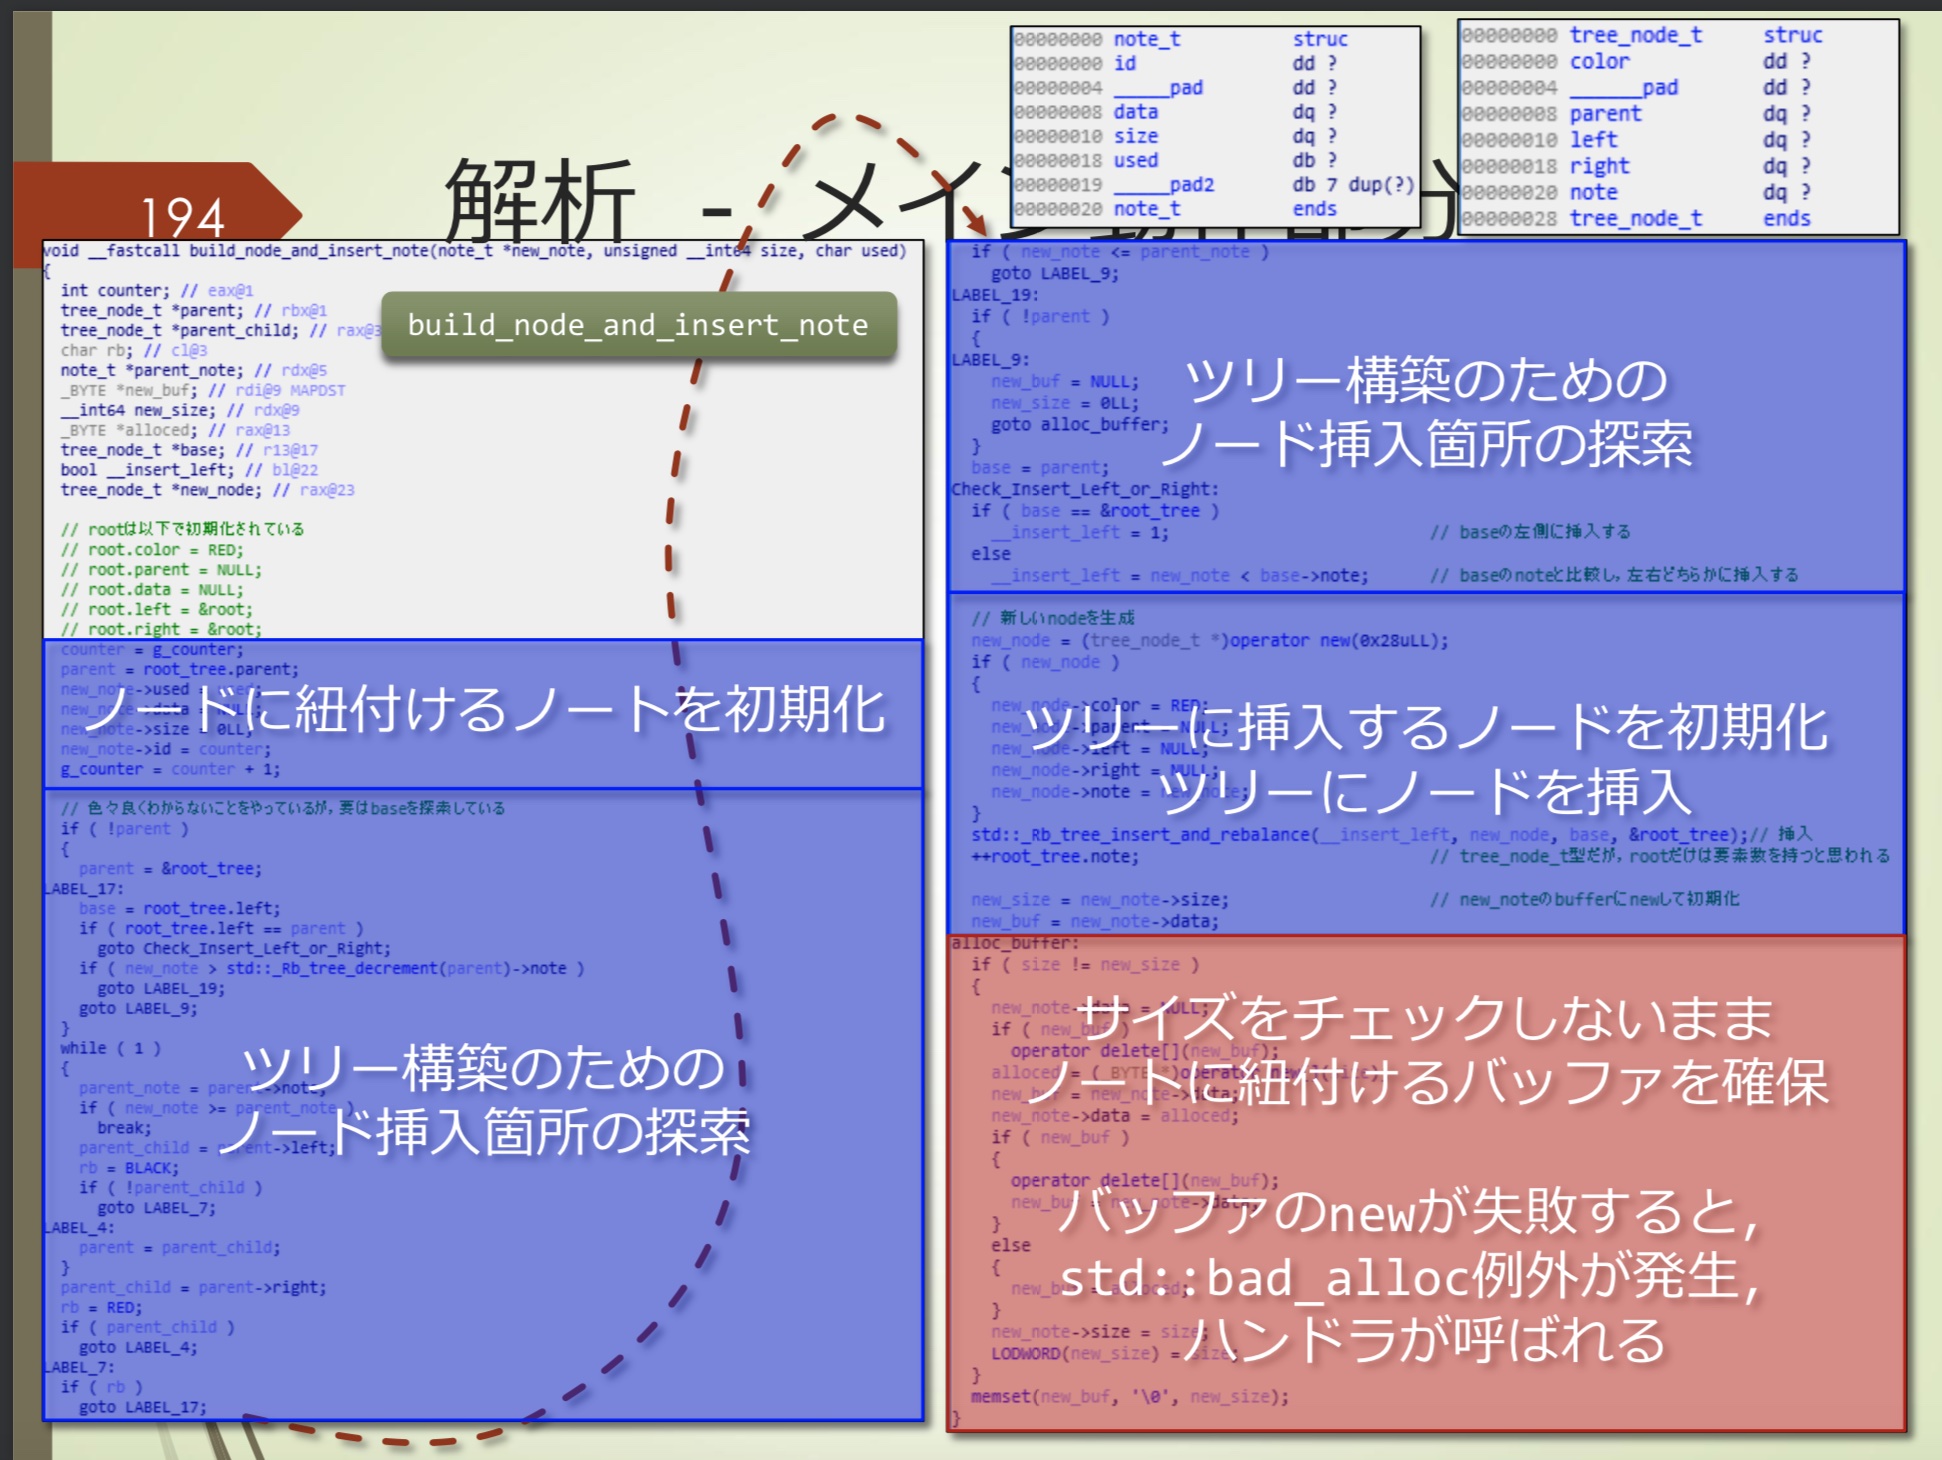 194
解析 - メイン
00000000 note_t struc
00000000 id dd ?
00000004 _____pad dd ?
00000008 data dq ?
00000010 size dq ?
00000018 used db ?
00000019 _____pad2 db 7 dup(?)
00000020 note_t ends
00000000 tree_node_t struc
00000000 color dd ?
00000004 ______pad dd ?
00000008 parent dq ?
00000010 left dq ?
00000018 right dq ?
00000020 note dq ?
00000028 tree_node_t ends
void __fastcall build_node_and_insert_note(note_t *new_note, unsigned __int64 size, char used)
{
int counter; // eax@1
tree_node_t *parent; // rbx@1
tree_node_t *parent_child; // rax@3
char rb; // cl@3
note_t *parent_note; // rdx@5
_BYTE *new_buf; // rdi@9 MAPDST
__int64 new_size; // rdx@9
_BYTE *alloced; // rax@13
tree_node_t *base; // r13@17
bool __insert_left; // bl@22
tree_node_t *new_node; // rax@23
build_node_and_insert_note
// rootは以下で初期化されている
// root.color = RED;
// root.parent = NULL;
// root.data = NULL;
// root.left = &root;
// root.right = &root;
counter = g_counter;
parent = root_tree.parent;
new_note->used = used;
new_note->data = NULL;
new_note->size = 0LL;
new_note->id = counter;
g_counter = counter + 1;
ノードに紐付けるノートを初期化
// 色々良くわからないことをやっているが, 要はbaseを探索している
if ( !parent )
{
parent = &root_tree;
LABEL_17:
base = root_tree.left;
if ( root_tree.left == parent )
goto Check_Insert_Left_or_Right;
if ( new_note > std::_Rb_tree_decrement(parent)->note )
goto LABEL_19;
goto LABEL_9;
}
while ( 1 )
{
parent_note = parent->note;
if ( new_note >= parent_note )
break;
parent_child = parent->left;
rb = BLACK;
if ( !parent_child )
goto LABEL_7;
LABEL_4:
parent = parent_child;
}
parent_child = parent->right;
rb = RED;
if ( parent_child )
goto LABEL_4;
LABEL_7:
if ( rb )
goto LABEL_17;
ツリー構築のための
ノード挿入箇所の探索
if ( new_note <= parent_note )
goto LABEL_9;
LABEL_19:
if ( !parent )
{
LABEL_9:
new_buf = NULL;
new_size = 0LL;
goto alloc_buffer;
}
base = parent;
Check_Insert_Left_or_Right:
if ( base == &root_tree )
__insert_left = 1; // baseの左側に挿入する
else
__insert_left = new_note < base->note; // baseのnoteと比較し, 左右どちらかに挿入する
ツリー構築のための
ノード挿入箇所の探索
// 新しいnodeを生成
new_node = (tree_node_t *)operator new(0x28uLL);
if ( new_node )
{
new_node->color = RED;
new_node->parent = NULL;
new_node->left = NULL;
new_node->right = NULL;
new_node->note = new_note;
}
std::_Rb_tree_insert_and_rebalance(__insert_left, new_node, base, &root_tree);// 挿入
++root_tree.note; // tree_node_t型だが, rootだけは要素数を持つと思われる
new_size = new_note->size; // new_noteのbufferにnewして初期化
new_buf = new_note->data;
ツリーに挿入するノードを初期化
ツリーにノードを挿入
alloc_buffer:
if ( size != new_size )
{
new_note->data = NULL;
if ( new_buf )
operator delete[](new_buf);
alloced = (_BYTE *)operator new[](size);
new_buf = new_note->data;
new_note->data = alloced;
if ( new_buf )
{
operator delete[](new_buf);
new_buf = new_note->data;
}
else
{
new_buf = alloced;
}
new_note->size = size;
LODWORD(new_size) = size;
}
memset(new_buf, '\0', new_size);
}
サイズをチェックしないまま
ノートに紐付けるバッファを確保
バッファのnewが失敗すると,
std::bad_alloc例外が発生,
ハンドラが呼ばれる